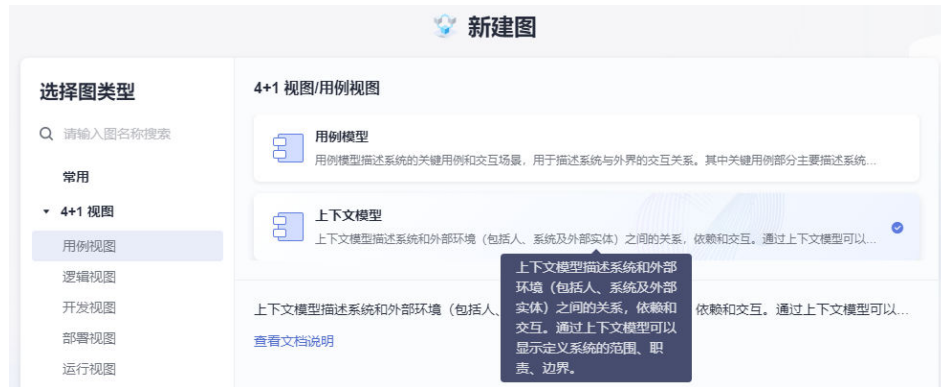 新建图
选择图类型
请输入图名称搜索
常用
4+1 视图
用例视图
逻辑视图
开发视图
部署视图
运行视图
4+1 视图/用例视图
用例模型
用例模型描述系统的关键用例和交互场景，用于描述系统与外界的交互关系。其中关键用例部分主要描述系统...
上下文模型
上下文模型描述系统和外部环境（包括人、系统及外部实体）之间的关系，依赖和交互。通过上下文模型可以...
上下文模型描述系统和外部
环境（包括人、系统及外部
实体）之间的关系，依赖和
交互。通过上下文模型可以
显示定义系统的范围、职
责、边界。
上下文模型描述系统和外部环境（包括人、
依赖和交互。通过上下文模型可以...
查看文档说明